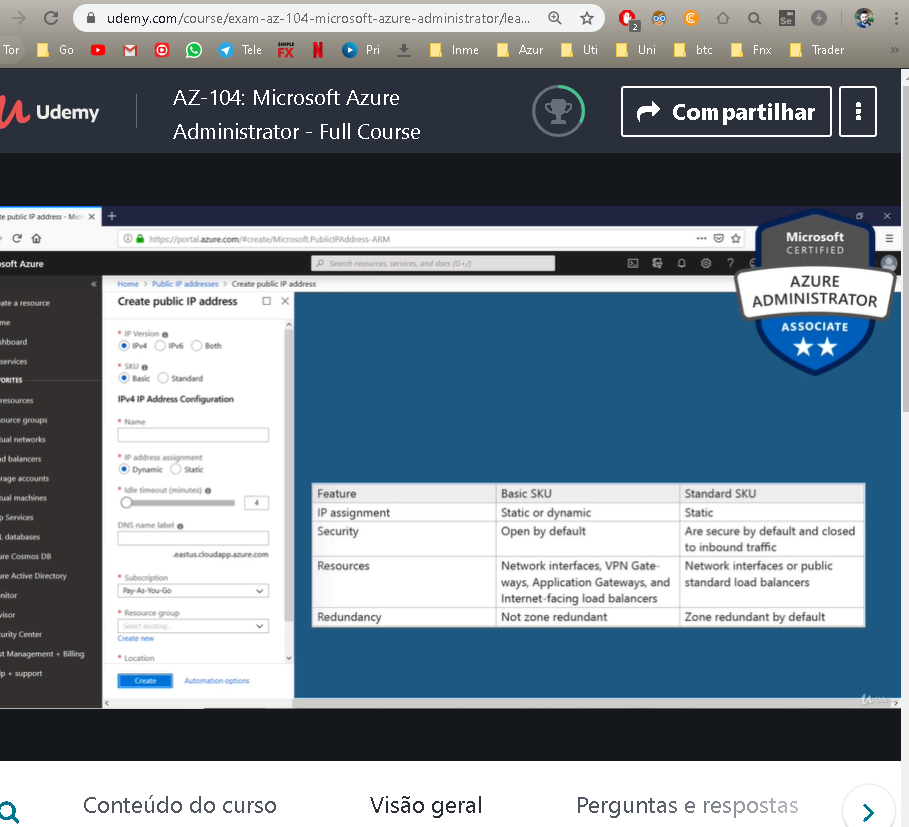 udemy.com/course/exam-az-104-microsoft-azure-administrator/lea...
2
Se
Tor Go Tele SIMPLE FX N Pri Inme Azur Uti Uni btc Fnx Trader »
Udemy
AZ-104: Microsoft Azure
Administrator - Full Course
Compartilhar
te public IP address - Micr
https://portal.azure.com/#create/Microsoft.PublicIPAddress-ARM
soft Azure
Search resources, services, and docs (G+/)
Home > Public IP addresses > Create public IP address
Create public IP address
ate a resource
me
shboard
services
ORITES
resources
source groups
tual networks
ad balancers
rage accounts
tual machines
p Services
L databases
ure Cosmos DB
ure Active Directory
nitor
visor
curity Center
st Management + Billing
lp + support
* IP Version
IPv4 IPv6 Both
* SKU
Basic Standard
IPv4 IP Address Configuration
* Name
* IP address assignment
Dynamic Static
* Idle timeout (minutes)
4
DNS name label
.eastus.cloudapp.azure.com
* Subscription
Pay-As-You-Go
* Resource group
Select existing...
Create new
* Location
Create Automation options
Microsoft
CERTIFIED
AZURE
ADMINISTRATOR
ASSOCIATE
Feature Basic SKU Standard SKU
IP assignment Static or dynamic Static
Security Open by default Are secure by default and closed
to inbound traffic
Resources Network interfaces, VPN Gate- Network interfaces or public
ways, Application Gateways, and standard load balancers
Internet-facing load balancers
Redundancy Not zone redundant Zone redundant by default
Udemy
Conteúdo do curso Visão geral Perguntas e respostas